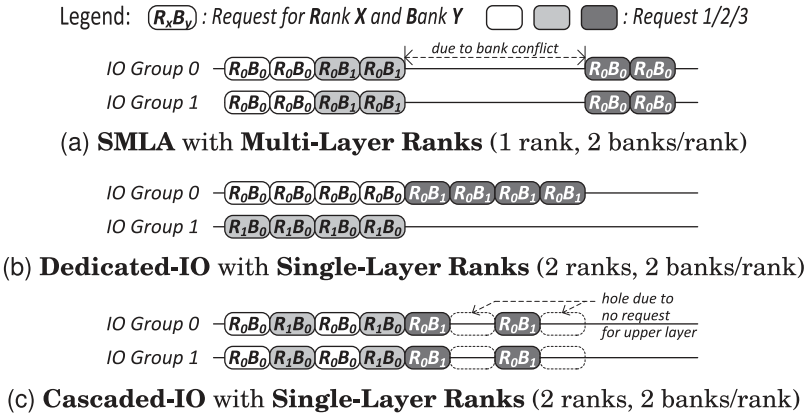 Legend: RxBy : Request for Rank X and Bank Y : Request 1/2/3
due to bank conflict
IO Group 0 R0B0 R0B0 R0B1 R0B1 R0B0 R0B0
IO Group 1 R0B0 R0B0 R0B1 R0B1 R0B0 R0B0
(a) SMLA with Multi-Layer Ranks (1 rank, 2 banks/rank)
IO Group 0 R0B0 R0B0 R0B0 R0B0 R0B1 R0B1 R0B1 R0B1
IO Group 1 R1B0 R1B0 R1B0 R1B0
(b) Dedicated-IO with Single-Layer Ranks (2 ranks, 2 banks/rank)
hole due to
no request
for upper layer
IO Group 0 R0B0 R1B0 R0B0 R1B0 R0B1 R0B1
IO Group 1 R0B0 R1B0 R0B0 R1B0 R0B1 R0B1
(c) Cascaded-IO with Single-Layer Ranks (2 ranks, 2 banks/rank)